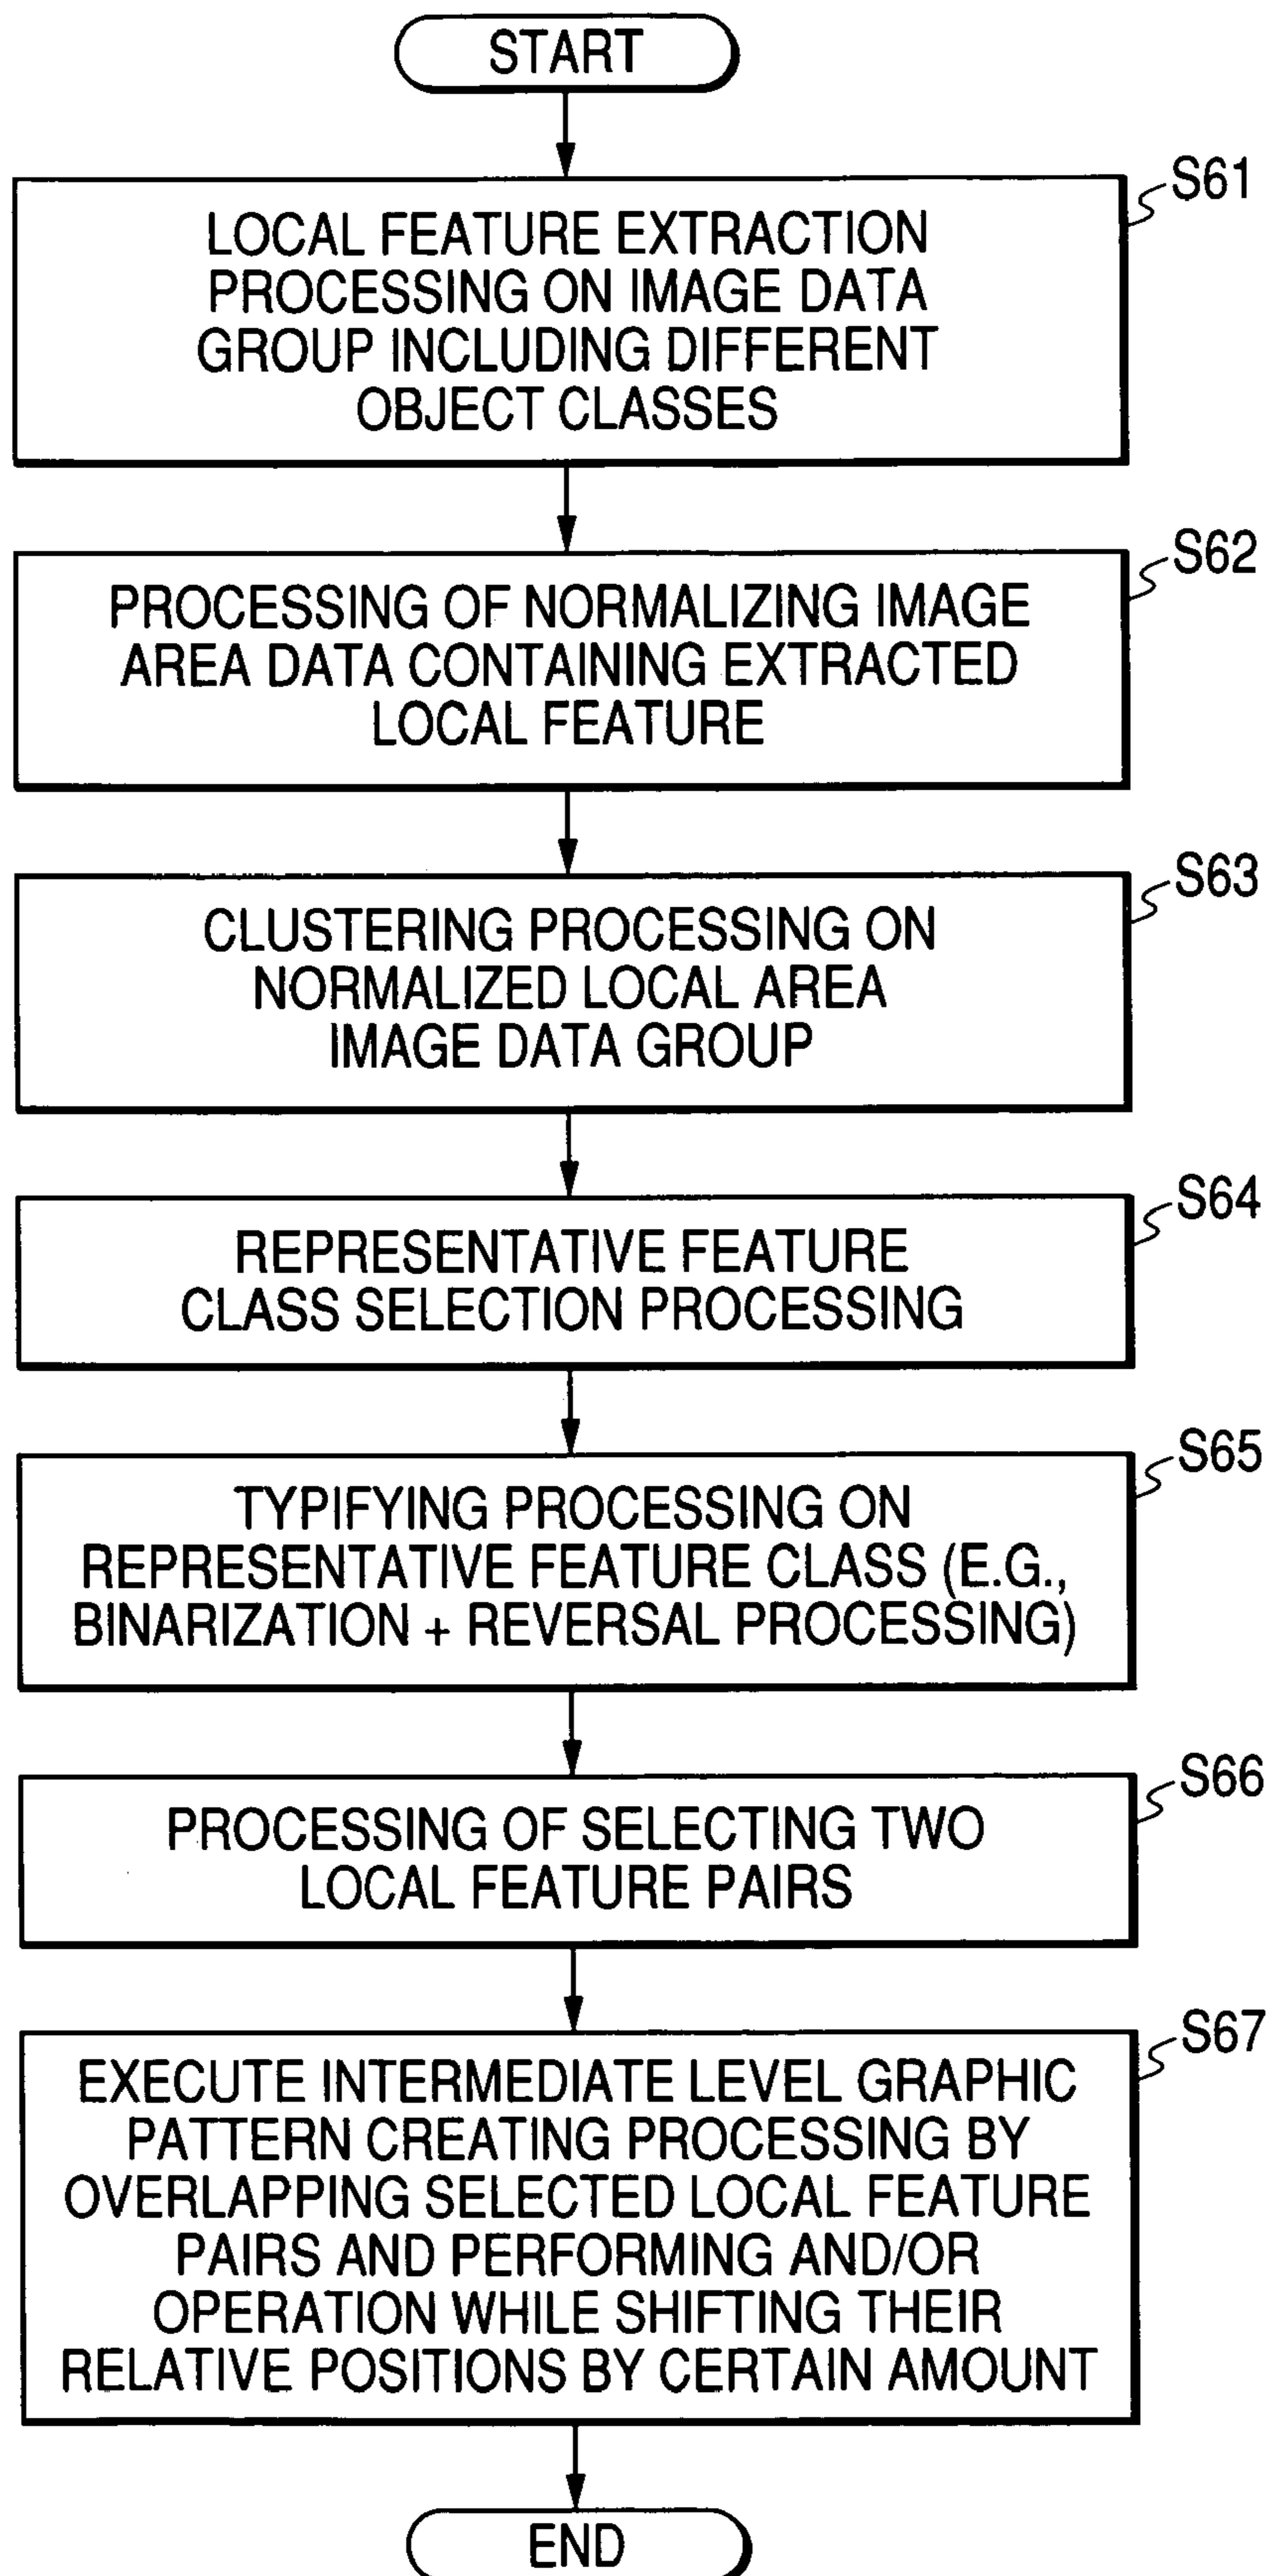 START
S61
LOCAL FEATURE EXTRACTION
PROCESSING ON IMAGE DATA
GROUP INCLUDING DIFFERENT
OBJECT CLASSES
S62
PROCESSING OF NORMALIZING IMAGE
AREA DATA CONTAINING EXTRACTED
LOCAL FEATURE
S63
CLUSTERING PROCESSING ON
NORMALIZED LOCAL AREA
IMAGE DATA GROUP
S64
REPRESENTATIVE FEATURE
CLASS SELECTION PROCESSING
S65
TYPIFYING PROCESSING ON
REPRESENTATIVE FEATURE CLASS (E.G.,
BINARIZATION + REVERSAL PROCESSING)
S66
PROCESSING OF SELECTING TWO
LOCAL FEATURE PAIRS
S67
EXECUTE INTERMEDIATE LEVEL GRAPHIC
PATTERN CREATING PROCESSING BY
OVERLAPPING SELECTED LOCAL FEATURE
PAIRS AND PERFORMING AND/OR
OPERATION WHILE SHIFTING THEIR
RELATIVE POSITIONS BY CERTAIN AMOUNT
END